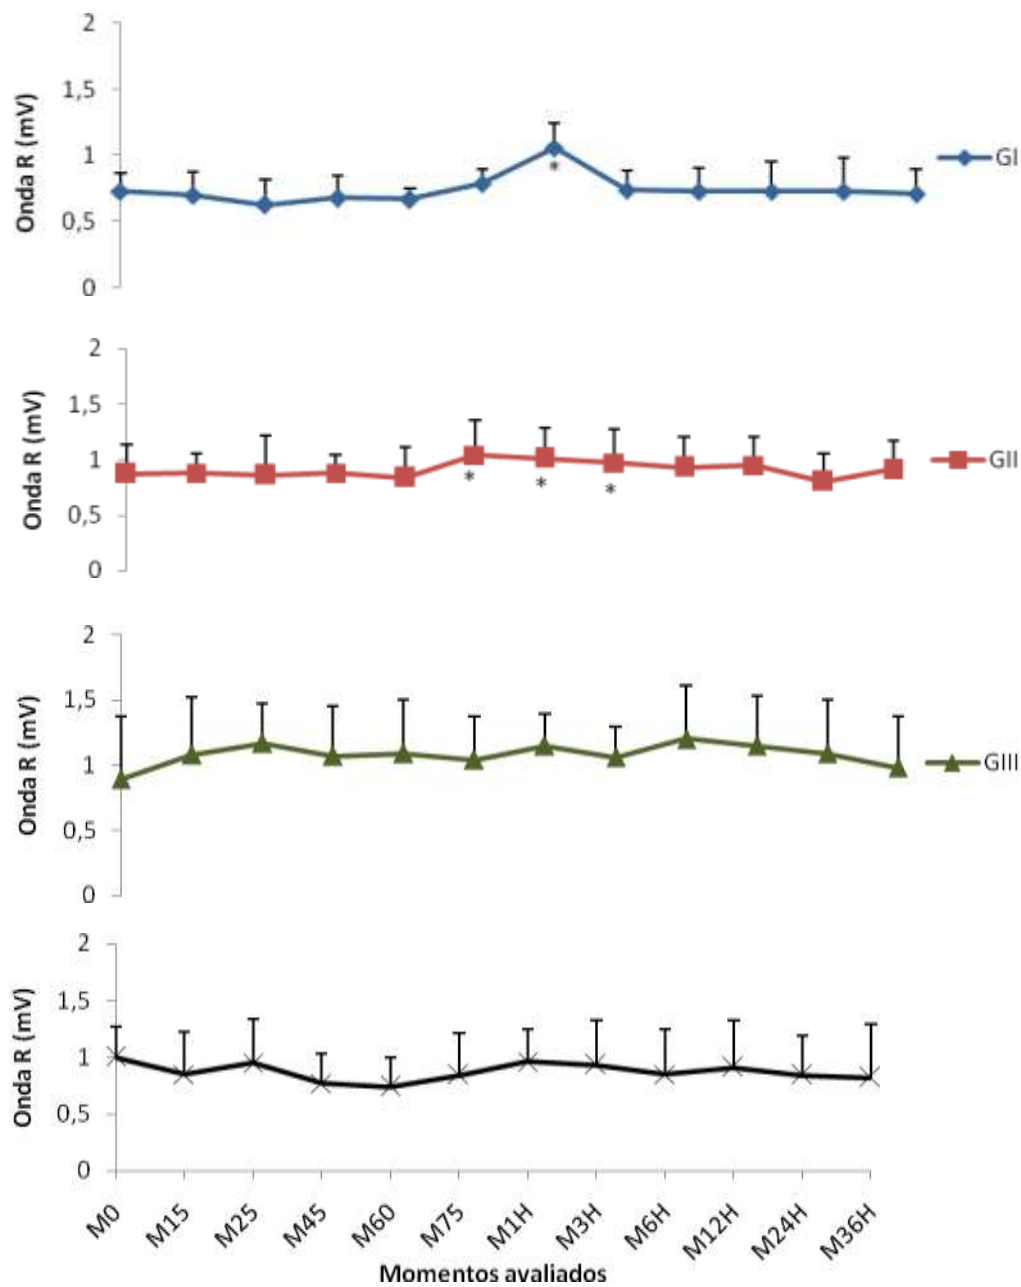 2
1,5
1
0,5
0
Onda R (mV)
*
GI
2
1,5
1
0,5
0
Onda R (mV)
* * *
GII
2
1,5
1
0,5
0
Onda R (mV)
GIII
2
1,5
1
0,5
0
Onda R (mV)
M0 M15 M25 M45 M60 M75 M1H M3H M6H M12H M24H M36H
Momentos avaliados